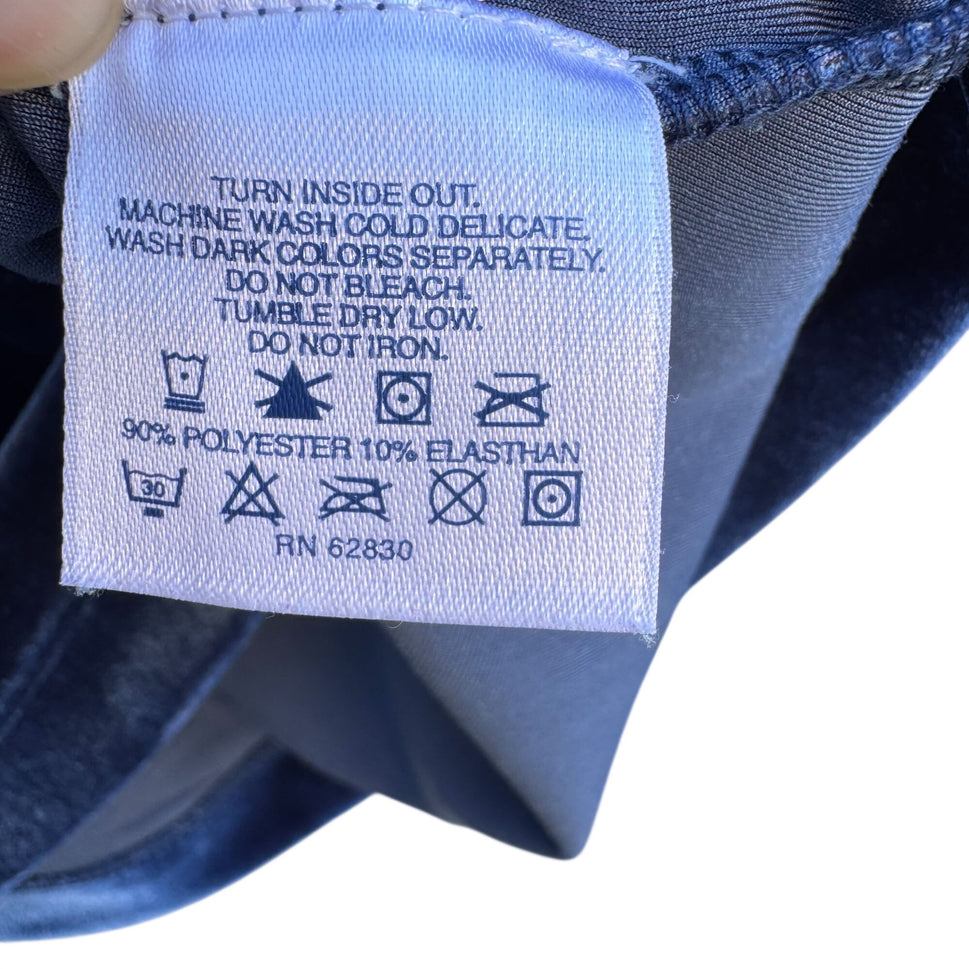 TURN INSIDE OUT.
MACHINE WASH COLD DELICATE.
WASH DARK COLORS SEPARATELY.
DO NOT BLEACH.
TUMBLE DRY LOW.
DO NOT IRON.
90% POLYESTER 10% ELASTHAN
30
RN 62830